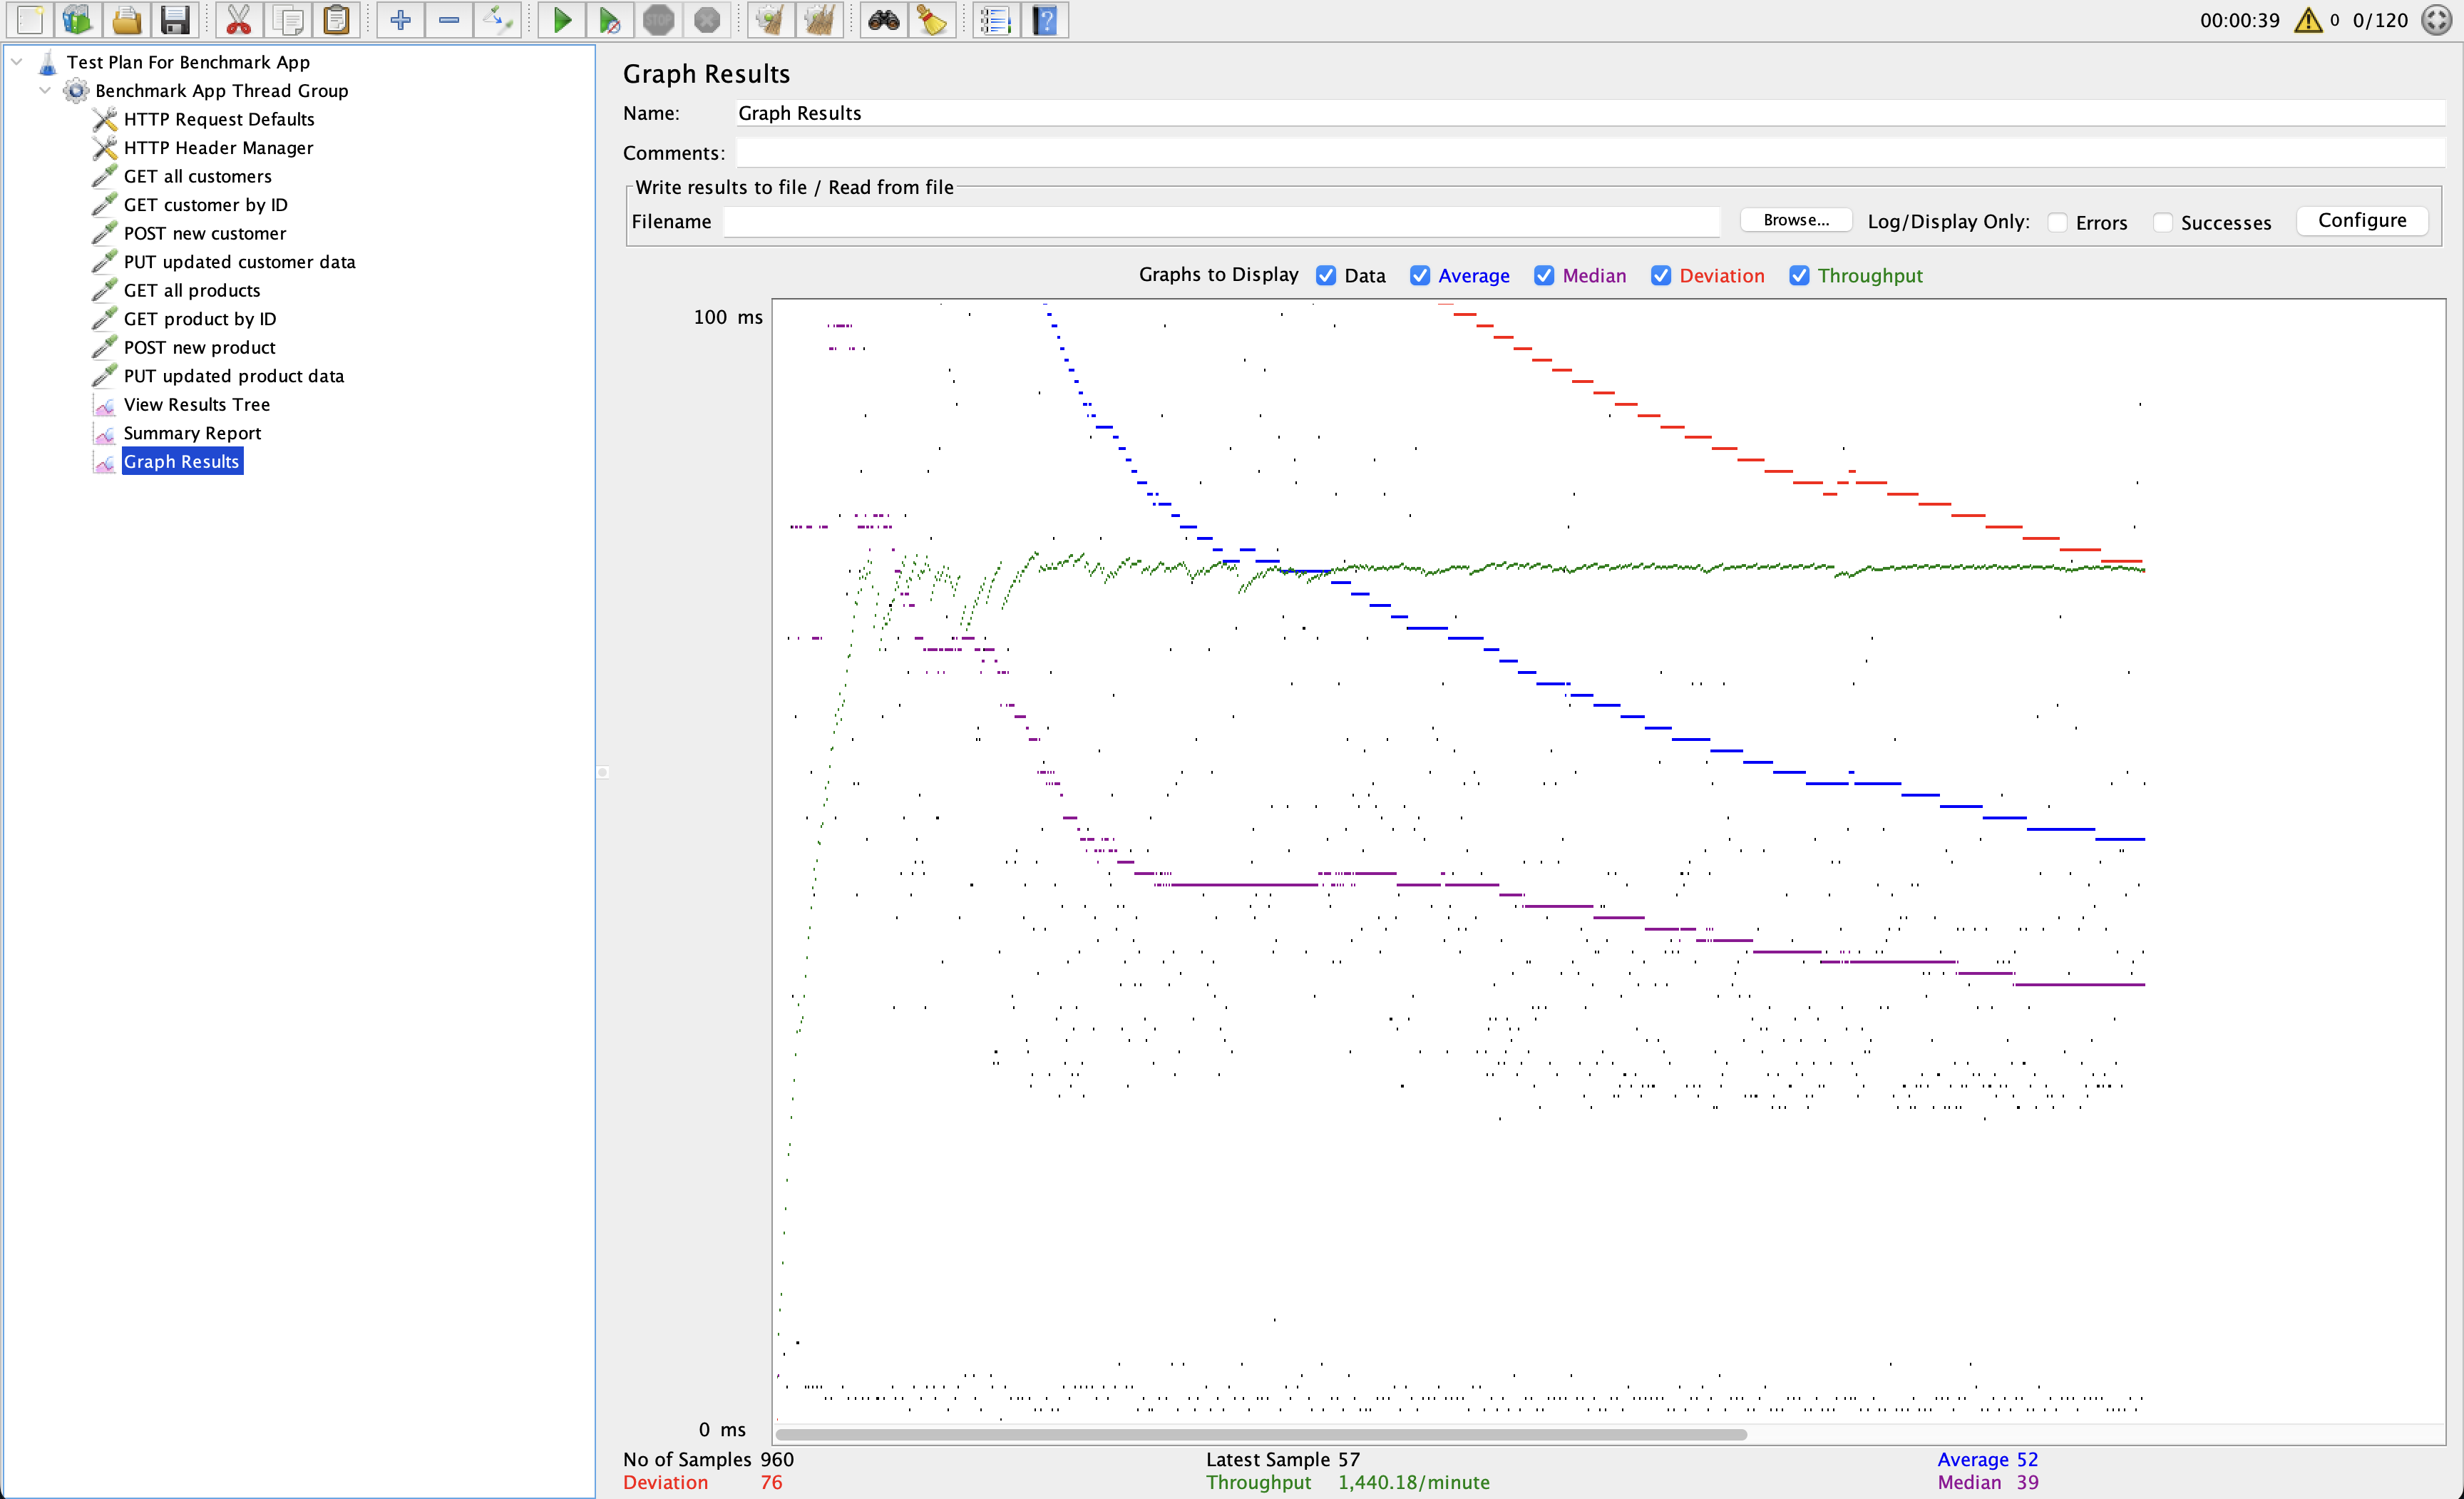 STOP
00:00:39 0 0/120
Test Plan For Benchmark App
Benchmark App Thread Group
HTTP Request Defaults
HTTP Header Manager
GET all customers
GET customer by ID
POST new customer
PUT updated customer data
GET all products
GET product by ID
POST new product
PUT updated product data
View Results Tree
Summary Report
Graph Results
Graph Results
Name: Graph Results
Comments:
Write results to file / Read from file
Filename Browse... Log/Display Only: Errors Successes Configure
Graphs to Display Data Average Median Deviation Throughput
100 ms
0 ms
No of Samples 960 Latest Sample 57 Average 52
Deviation 76 Throughput 1,440.18/minute Median 39